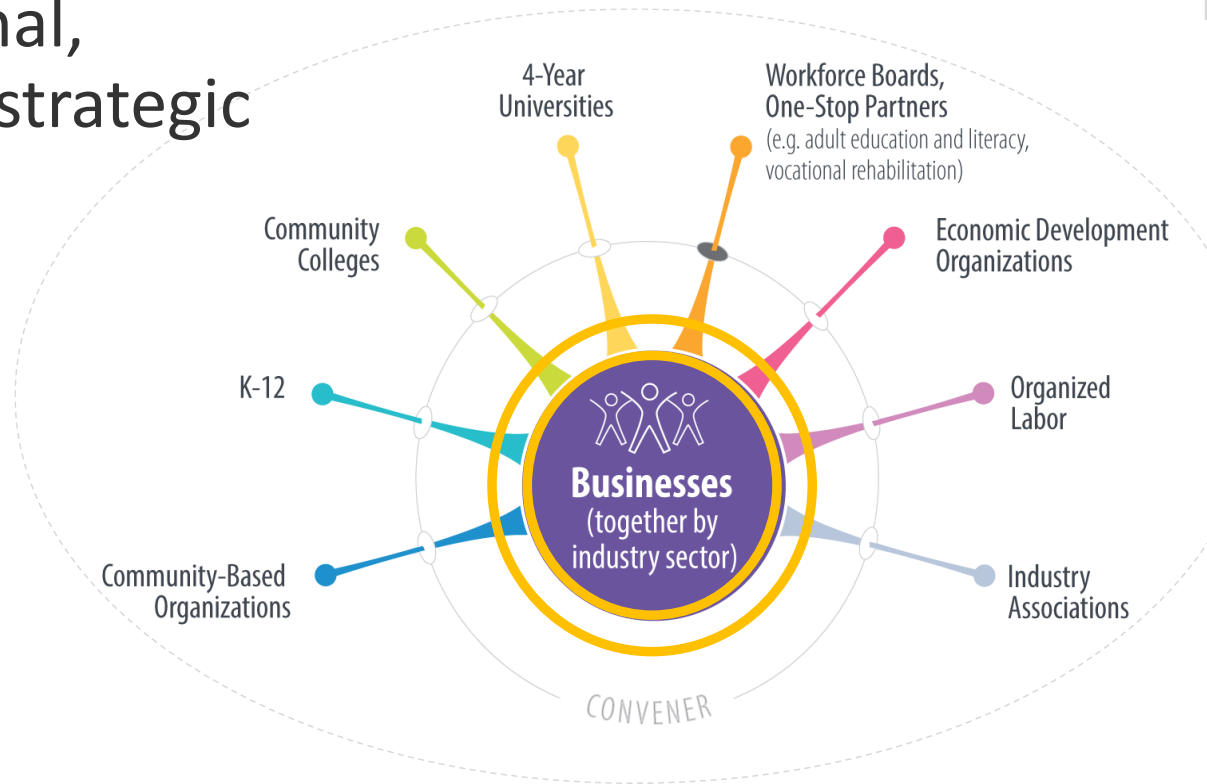 nal,
strategic
4-Year
Universities
Workforce Boards,
One-Stop Partners
(e.g. adult education and literacy,
vocational rehabilitation)
Community
Colleges
Economic Development
Organizations
K-12
Organized
Labor
Businesses
(together by
industry sector)
Community-Based
Organizations
Industry
Associations
CONVENER